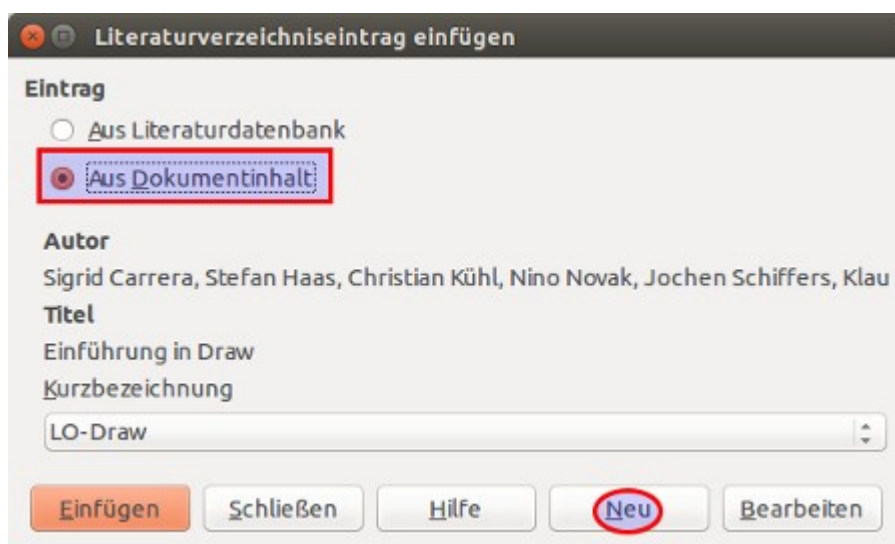 Literaturverzeichniseintrag einfügen
Eintrag
Aus Literaturdatenbank
Aus Dokumentinhalt
Autor
Sigrid Carrera, Stefan Haas, Christian Kühl, Nino Novak, Jochen Schiffers, Klau
Titel
Einführung in Draw
Kurzbezeichnung
LO-Draw
Einfügen Schließen Hilfe Neu Bearbeiten